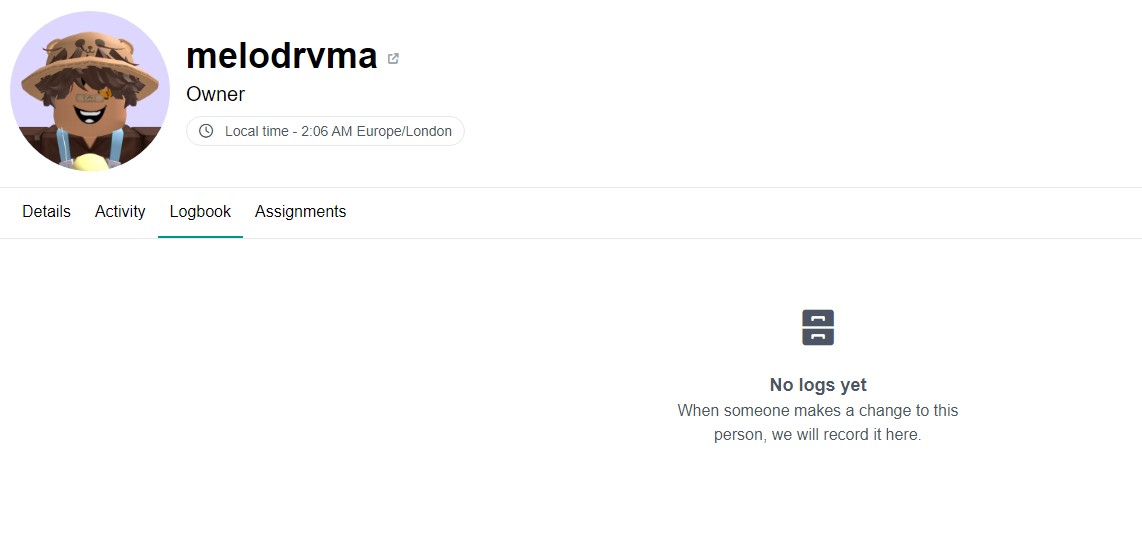 melodrvma
Owner
Local time - 2:06 AM Europe/London
Details Activity Logbook Assignments
No logs yet
When someone makes a change to this
person, we will record it here.